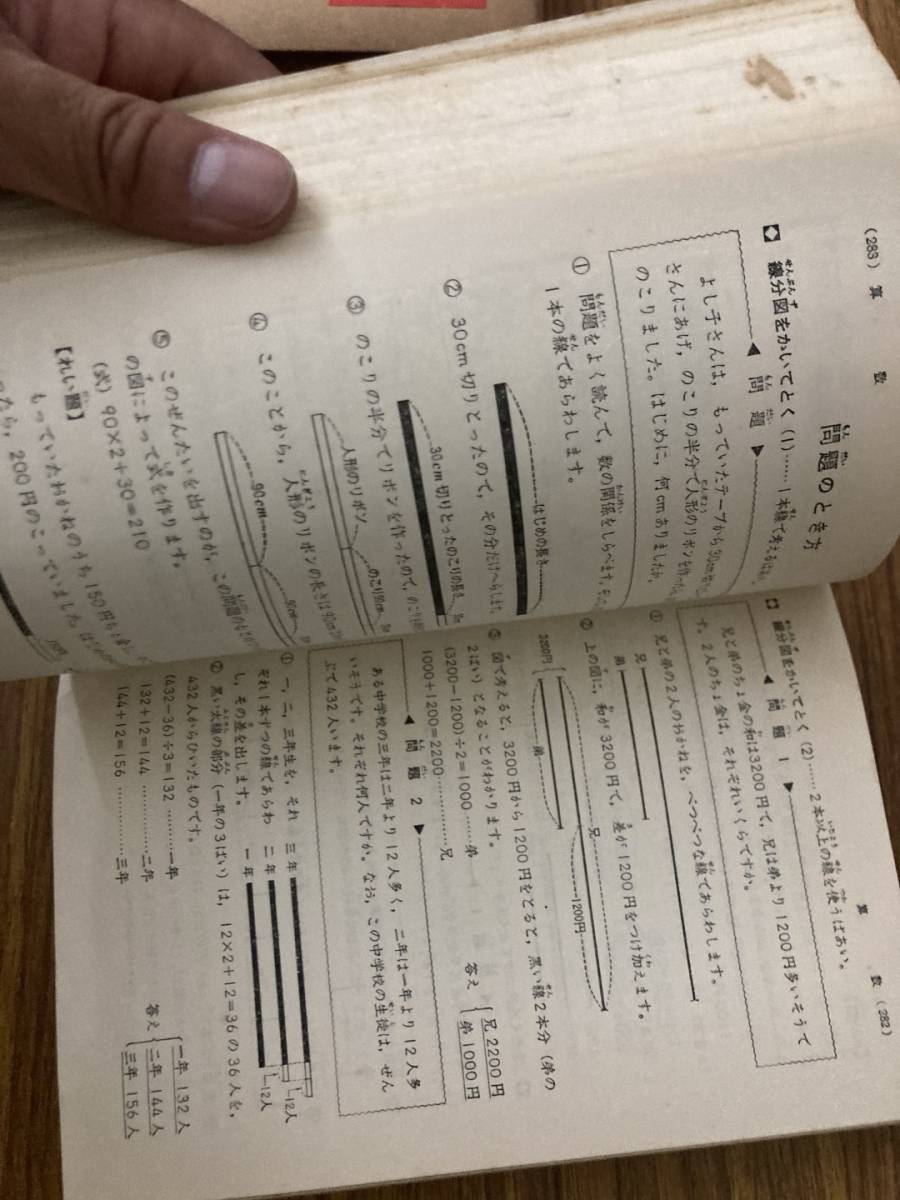 (283) 算 数
問題のとき方
線分図をかいてとく(1)……1本線で考える
◀ 問 題 ▶
よし子さんは, もっていたテープから30cm
さんにあげ, のこりの半分で人形のリボンを作った
のこりました。はじめに, 何cmありましたか。
① 問題をよく読んで, 数の関係をしらべます。
1本の線であらわします。
はじめの長さ
② 30cm切りとったので, その分だけへらします
30cm切りとったのこりの長さ
③ のこりの半分でリボンを作ったので, のこり
人形のリボン
のこり90cm
④ このことから, 人形のリボンの長さは90cm
90cm
⑤ このぜんたいを出すのが, この問題の
の図によって式を作ります。
(式) 90×2+30=210
【れい題】
もっていたおかねのうち150円
200円のこっていました
算 数 (282)
線分図をかいてとく(2)……2本以上の線を使うばあい。
◀ 問 題 1 ▶
兄と弟のちょ金の和は3200円で, 兄は弟より1200円多いそうで
す。2人のちょ金は, それぞれいくらですか。
① 兄と弟の2人のおかねを, べつべつな線であらわします。
兄
弟
② 上の図に, 和が3200円で, 差が1200円をつけ加えます。
3200円
兄
弟
1200円
③ 図で考えると, 3200円から1200円をとると, 黒い線2本分(弟の
2ばい)となることがわかります。
(3200-1200)÷2=1000……弟
1000+1200=2200………兄
答え 兄 2200円
弟 1000円
◀ 問 題 2 ▶
ある中学校の三年は二年より12人多く, 二年は一年より12人多
いそうです。それぞれ何人ですか。なお, この中学校の生徒は, ぜん
ぶで432人います。
① 一, 二, 三年生を, それ
ぞれ1本ずつの線であらわ
し, その差を出します。
三年
二年
一年
12人
12人
② 黒い太線の部分(一年の3ばい)は, 12×2+12=36の36人を,
432人からひいたものです。
(432-36)÷3=132 ………一年
132+12=144 ……………二年
144+12=156 ……………三年
答え 一年 132人
二年 144人
三年 156人